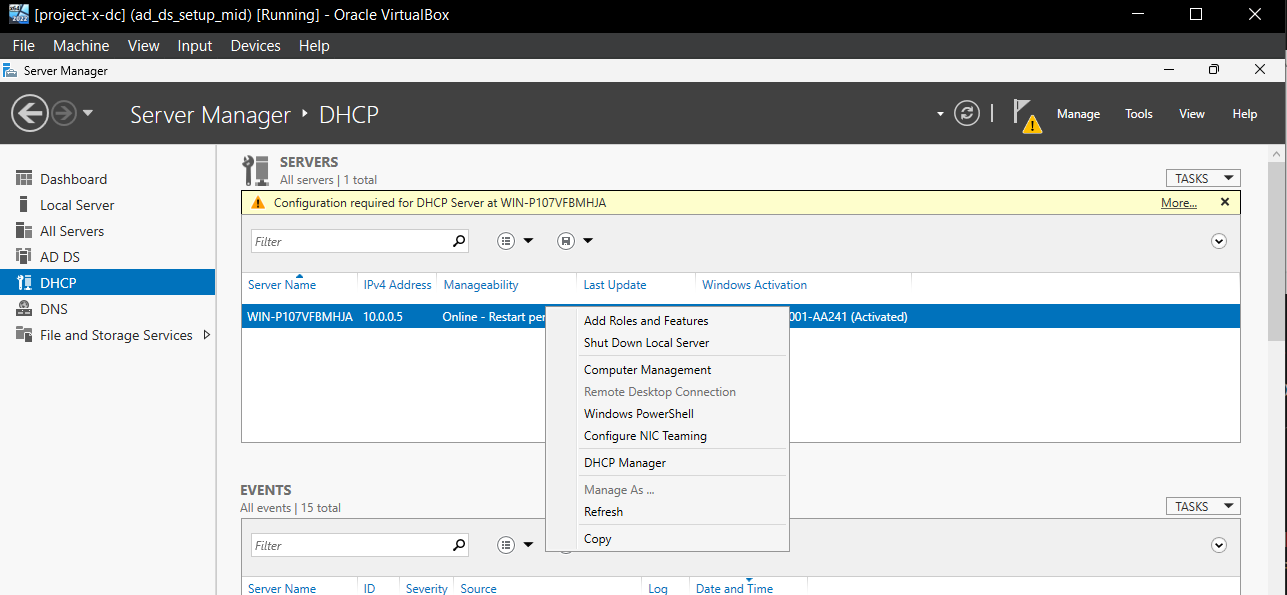 [project-x-dc] (ad_ds_setup_mid) [Running] - Oracle VirtualBox
File Machine View Input Devices Help
Server Manager
Server Manager DHCP
Manage Tools View Help
Dashboard
Local Server
All Servers
AD DS
DHCP
DNS
File and Storage Services
SERVERS
All servers | 1 total
TASKS
Configuration required for DHCP Server at WIN-P107VFBMHJA
More...
Filter
Server Name IPv4 Address Manageability Last Update Windows Activation
WIN-P107VFBMHJA 10.0.0.5 Online - Restart per 001-AA241 (Activated)
Add Roles and Features
Shut Down Local Server
Computer Management
Remote Desktop Connection
Windows PowerShell
Configure NIC Teaming
DHCP Manager
Manage As ...
Refresh
Copy
EVENTS
All events | 15 total
TASKS
Filter
Server Name ID Severity Source Log Date and Time